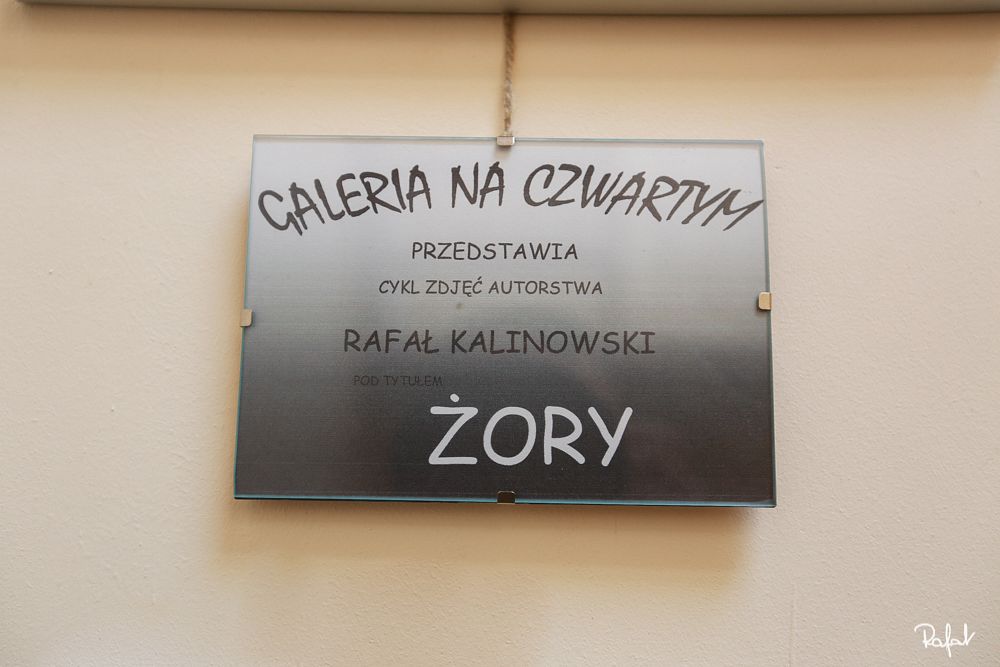 GALERIA NA CZWARTYM
PRZEDSTAWIA
CYKL ZDJĘĆ AUTORSTWA
RAFAŁ KALINOWSKI
POD TYTUŁEM
ŻORY
Rafał